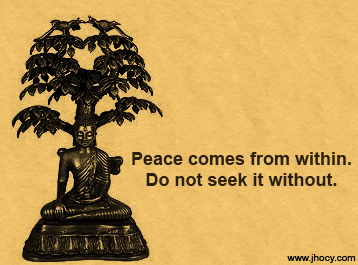 Peace comes from within.
Do not seek it without.
www.jhocy.com